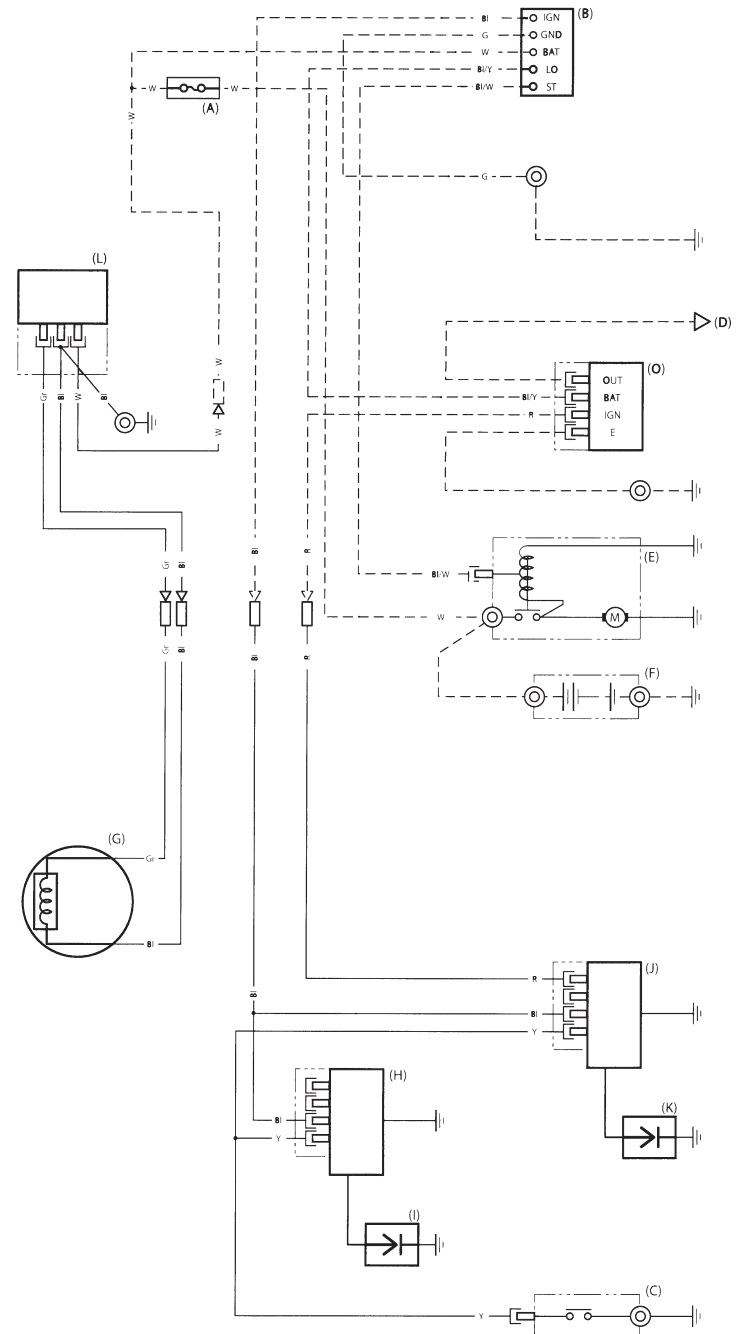 Bl IGN (B)
G GND
W BAT
Bl/Y LO
Bl/W ST
W W
(A)
W
G
(L)
(D)
W
(O)
OUT
Gr Bl W Bl
Bl/Y BAT
R IGN
W
E
Gr Bl Bl R
(E)
Bl/W
W M
Gr Bl Bl R
(F)
(G)
Gr
Bl
(J)
R
Bl
Bl
Y
(H)
(K)
Bl
Y
(I)
(C)
Y